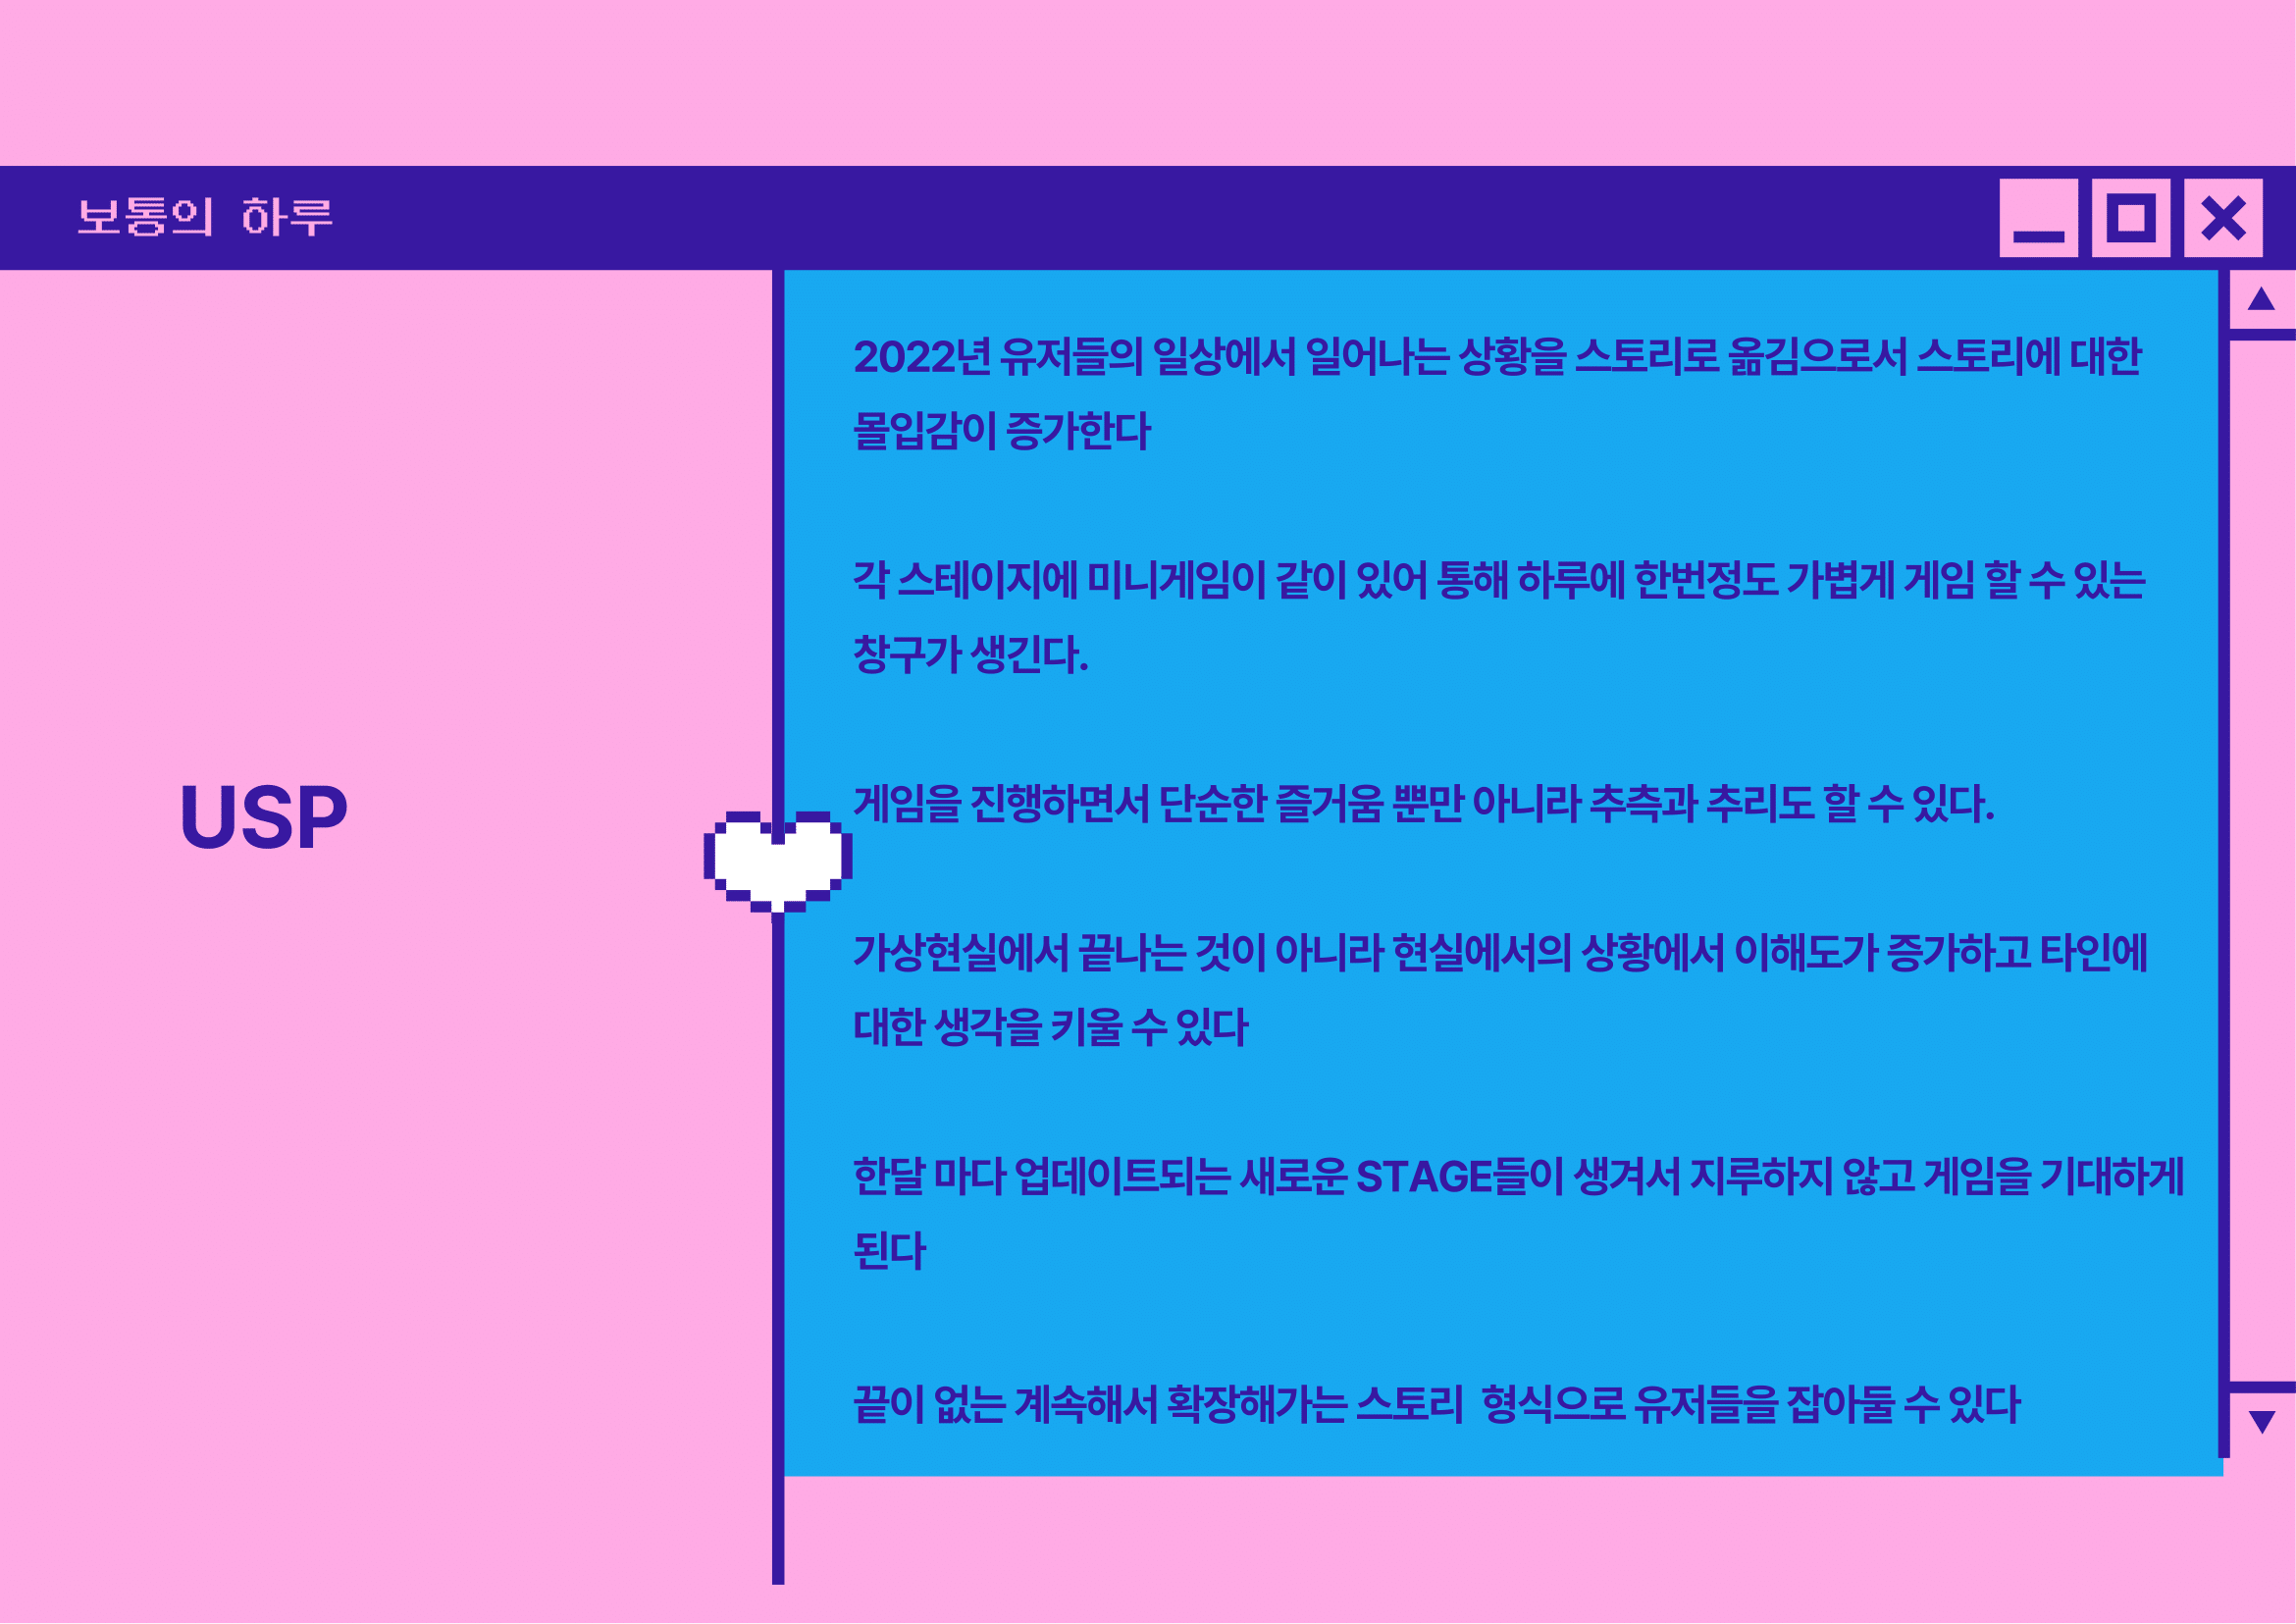 보통의 하루
USP
2022년 유저들의 일상에서 일어나는 상황을 스토리로 옮김으로서 스토리에 대한
몰입감이 증가한다
각 스테이지에 미니게임이 같이 있어 통해 하루에 한번정도 가볍게 게임 할 수 있는
창구가 생긴다.
게임을 진행하면서 단순한 즐거움 뿐만 아니라 추측과 추리도 할 수 있다.
가상현실에서 끝나는 것이 아니라 현실에서의 상황에서 이해도가 증가하고 타인에
대한 생각을 기울 수 있다
한달 마다 업데이트되는 새로운 STAGE들이 생겨서 지루하지 않고 게임을 기대하게
된다
끝이 없는 계속해서 확장해가는 스토리 형식으로 유저들을 잡아둘 수 있다